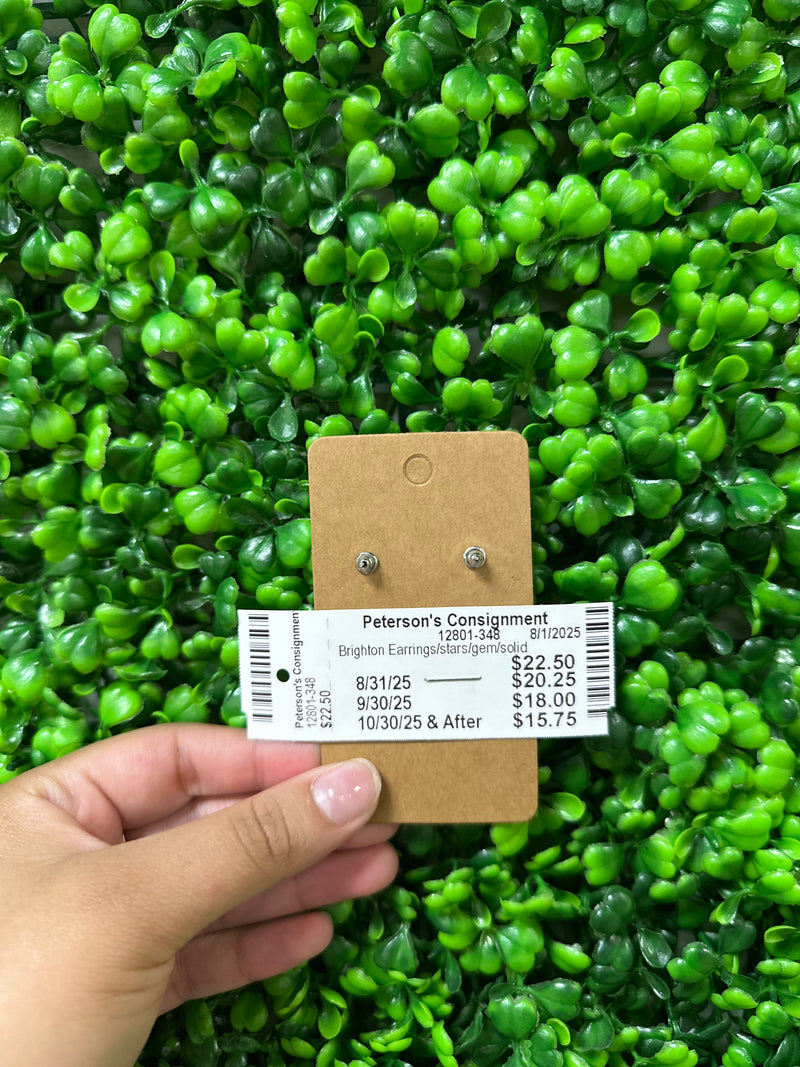 Peterson's Consignment
12801-348 8/1/2025
Brighton Earrings/stars/gem/solid
$22.50
8/31/25 $20.25
9/30/25 $18.00
10/30/25 & After $15.75
Peterson's Consignment
12801-348
$22.50